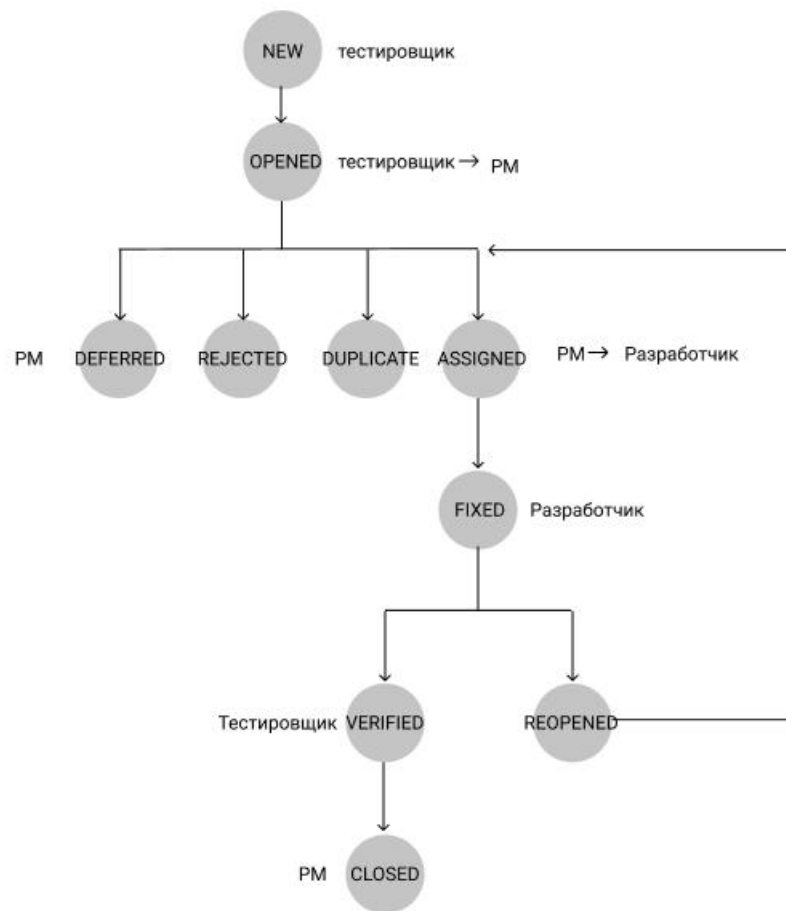 NEW тестировщик
OPENED тестировщик → PM
PM DEFERRED REJECTED DUPLICATE ASSIGNED PM → Разработчик
FIXED Разработчик
Тестировщик VERIFIED REOPENED
PM CLOSED